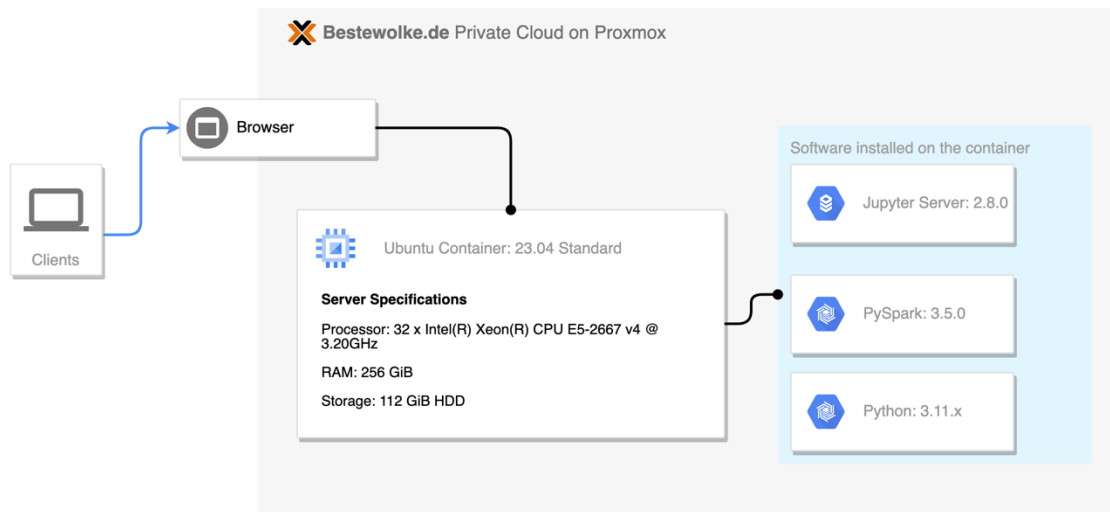 Bestewolke.de Private Cloud on Proxmox
Browser
Clients
Ubuntu Container: 23.04 Standard
Server Specifications
Processor: 32 x Intel(R) Xeon(R) CPU E5-2667 v4 @
3.20GHz
RAM: 256 GiB
Storage: 112 GiB HDD
Software installed on the container
Jupyter Server: 2.8.0
PySpark: 3.5.0
Python: 3.11.x